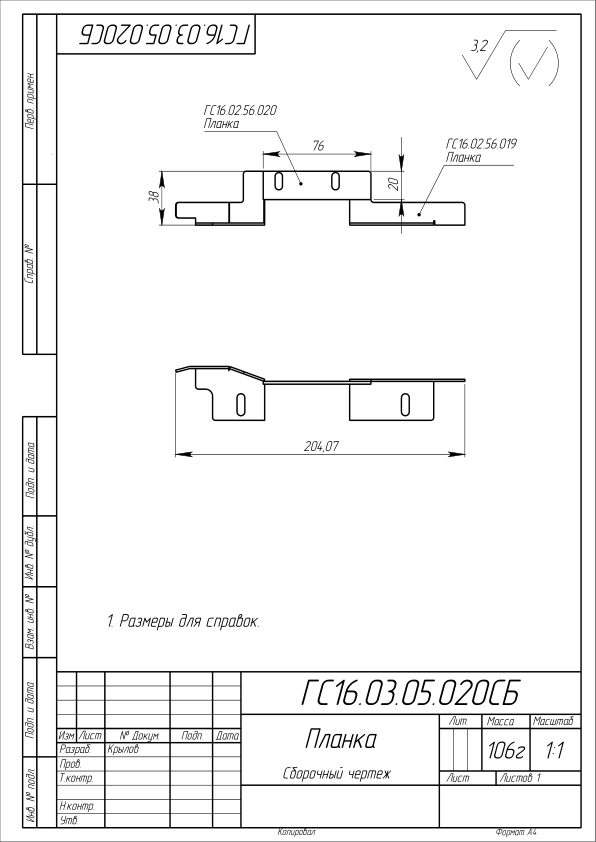 ГС16.03.05.020СБ
3,2
ГС16.02.56.020
Планка
76
ГС16.02.56.019
Планка
20
38
204,07
1. Размеры для справок.
Перв. примен.
Справ. №
Подп. и дата
Инв. № дубл.
Взам. инв. №
Подп. и дата
Инв. № подл.
ГС16.03.05.020СБ
Изм. Лист № Докум. Подп. Дата
Разраб. Крылов
Пров.
Т.контр.
Н.контр.
Утв.
Планка
Сборочный чертеж
Лит. Масса Масштаб
106г 1:1
Лист Листов 1
Копировал Формат А4